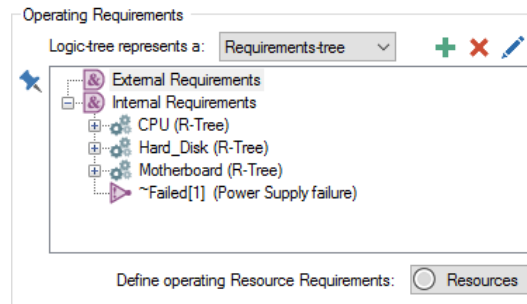 Operating Requirements
Logic-tree represents a: Requirements-tree
& External Requirements
& Internal Requirements
CPU (R-Tree)
Hard_Disk (R-Tree)
Motherboard (R-Tree)
~Failed[1] (Power Supply failure)
Define operating Resource Requirements: Resources